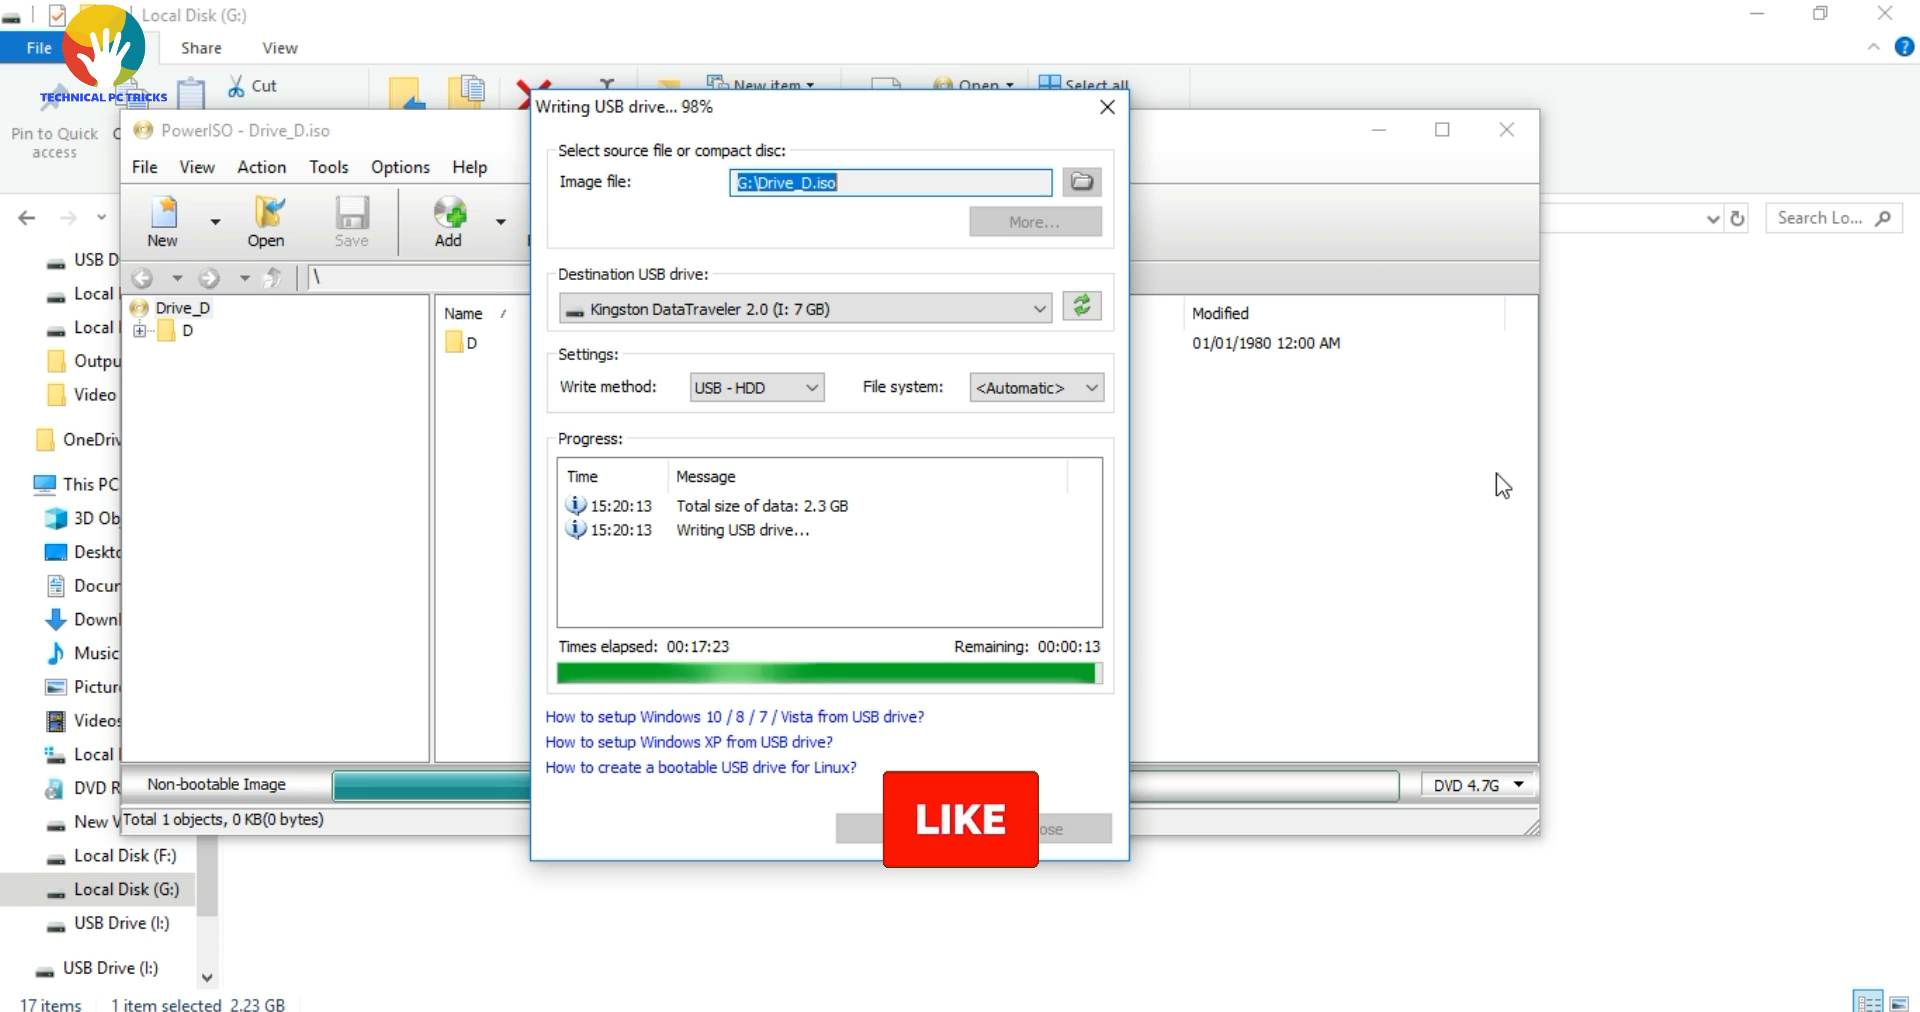 Local Disk (G:)
File
Share
View
TECHNICAL PC TRICKS
Pin to Quick
access
Cut
New item
Open
Select all
PowerISO - Drive_D.iso
File View Action Tools Options Help
New
Open
Save
Add
\
Search Lo...
USB D
Local
Local
Outpu
Video
OneDriv
This PC
3D Ob
Deskto
Docur
Downl
Music
Pictur
Videos
Local
DVD R
New V
Local Disk (F:)
Local Disk (G:)
USB Drive (I:)
USB Drive (I:)
17 items
1 item selected 2.23 GB
Drive_D
D
Name
D
Modified
01/01/1980 12:00 AM
Non-bootable Image
DVD 4.7G
Total 1 objects, 0 KB(0 bytes)
Writing USB drive... 98%
Select source file or compact disc:
Image file: G:\Drive_D.iso
More...
Destination USB drive:
Kingston DataTraveler 2.0 (I: 7 GB)
Settings:
Write method: USB - HDD File system: <Automatic>
Progress:
Time Message
15:20:13 Total size of data: 2.3 GB
15:20:13 Writing USB drive...
Times elapsed: 00:17:23 Remaining: 00:00:13
How to setup Windows 10 / 8 / 7 / Vista from USB drive?
How to setup Windows XP from USB drive?
How to create a bootable USB drive for Linux?
LIKE
ose